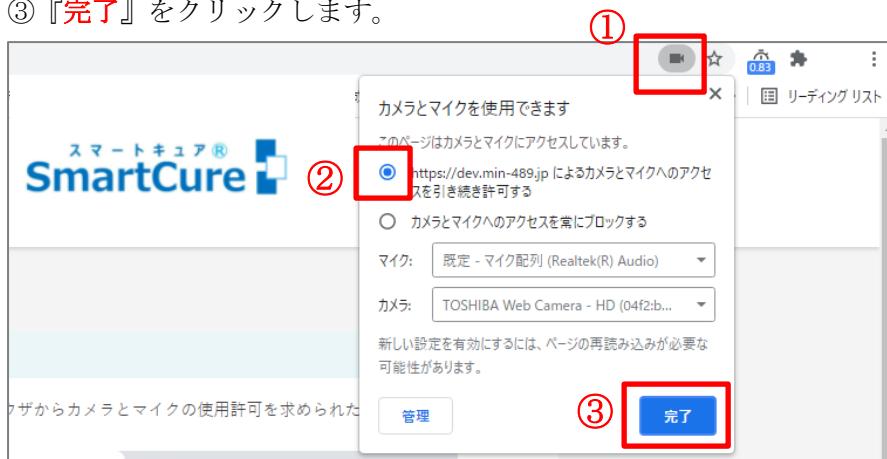 ③『完了』をクリックします。
①
0.83
リーディング リスト
スマートキュア®
SmartCure
カメラとマイクを使用できます
このページはカメラとマイクにアクセスしています。
②
https://dev.min-489.jp によるカメラとマイクへのアクセ
スを引き続き許可する
カメラとマイクへのアクセスを常にブロックする
マイク:
既定 - マイク配列 (Realtek(R) Audio)
カメラ:
TOSHIBA Web Camera - HD (04f2:b...
新しい設定を有効にするには、ページの再読み込みが必要な
可能性があります。
ウザからカメラとマイクの使用許可を求められた
管理
③
完了